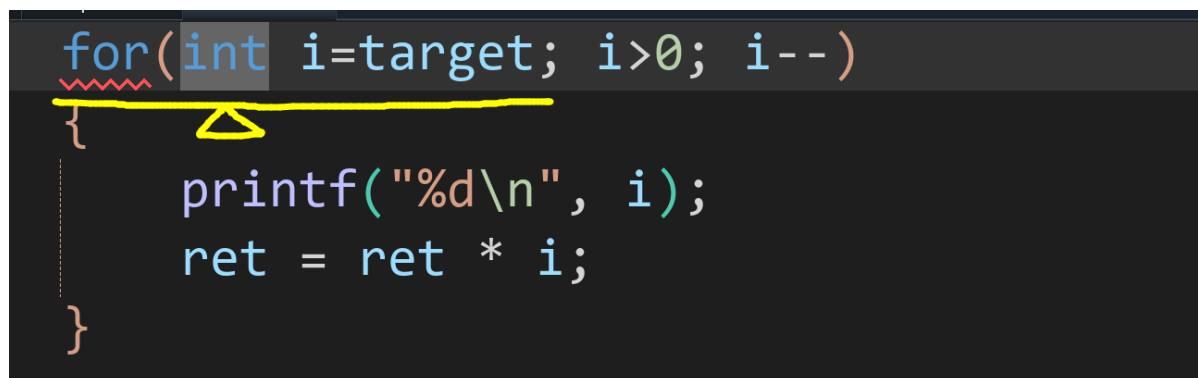 for(int i=target; i>0; i--)
{
printf("%d\n", i);
ret = ret * i;
}